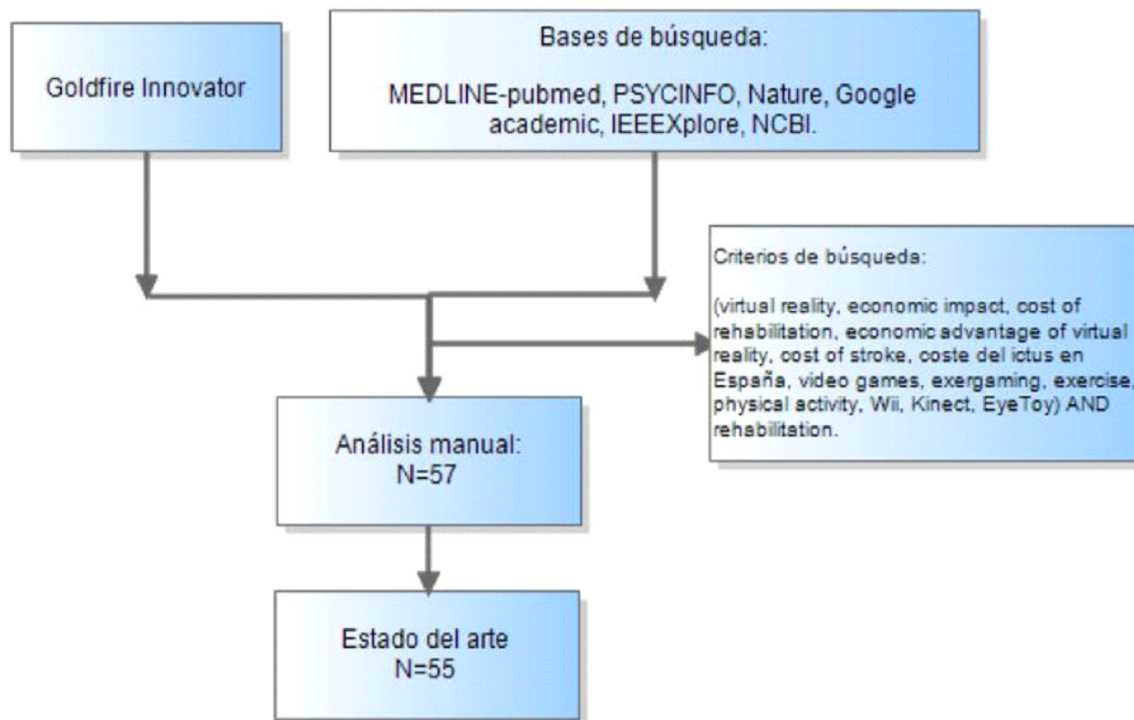 Goldfire Innovator
Bases de búsqueda:
MEDLINE-pubmed, PSYCINFO, Nature, Google
academic, IEEEXplore, NCBI.
Criterios de búsqueda:
(virtual reality, economic impact, cost of
rehabilitation, economic advantage of virtual
reality, cost of stroke, coste del ictus en
España, video games, exergaming, exercise,
physical activity, Wii, Kinect, EyeToy) AND
rehabilitation.
Análisis manual:
N=57
Estado del arte
N=55